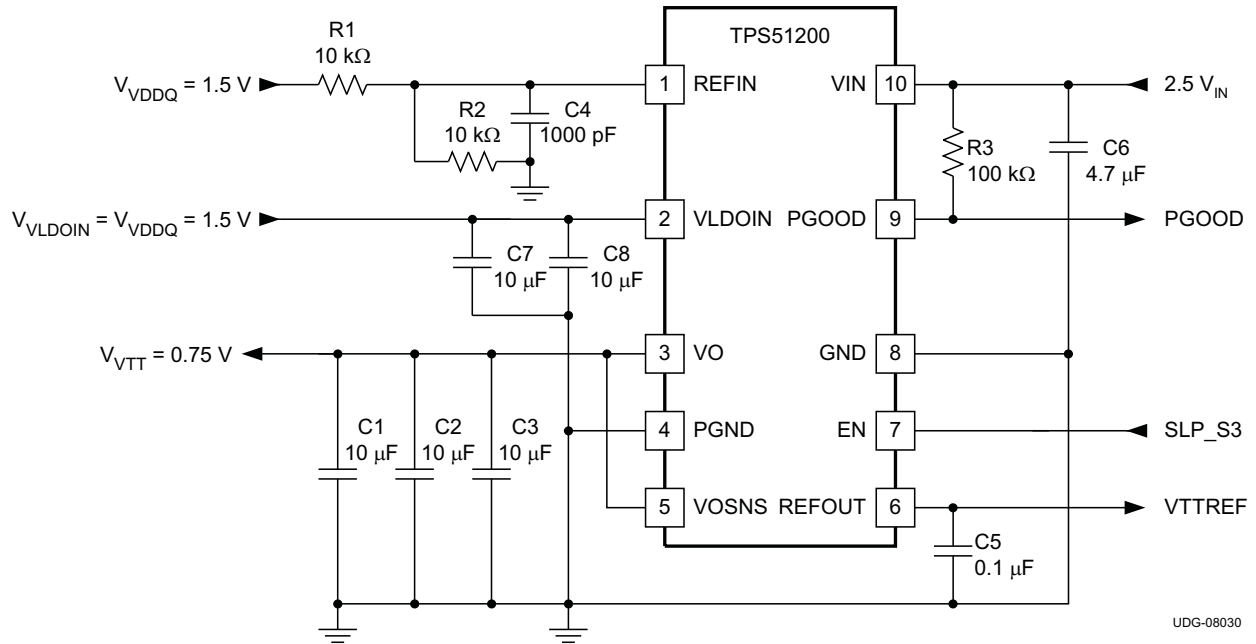 TPS51200
R1
10 kΩ
V_VDDQ = 1.5 V
1 REFIN
VIN 10
2.5 V_IN
R2
10 kΩ
C4
1000 pF
R3
100 kΩ
C6
4.7 μF
V_VLDOIN = V_VDDQ = 1.5 V
2 VLDOIN
PGOOD 9
PGOOD
C7
10 μF
C8
10 μF
V_VTT = 0.75 V
3 VO
GND 8
C1
10 μF
C2
10 μF
C3
10 μF
4 PGND
EN 7
SLP_S3
5 VOSNS
REFOUT 6
VTTREF
C5
0.1 μF
UDG-08030